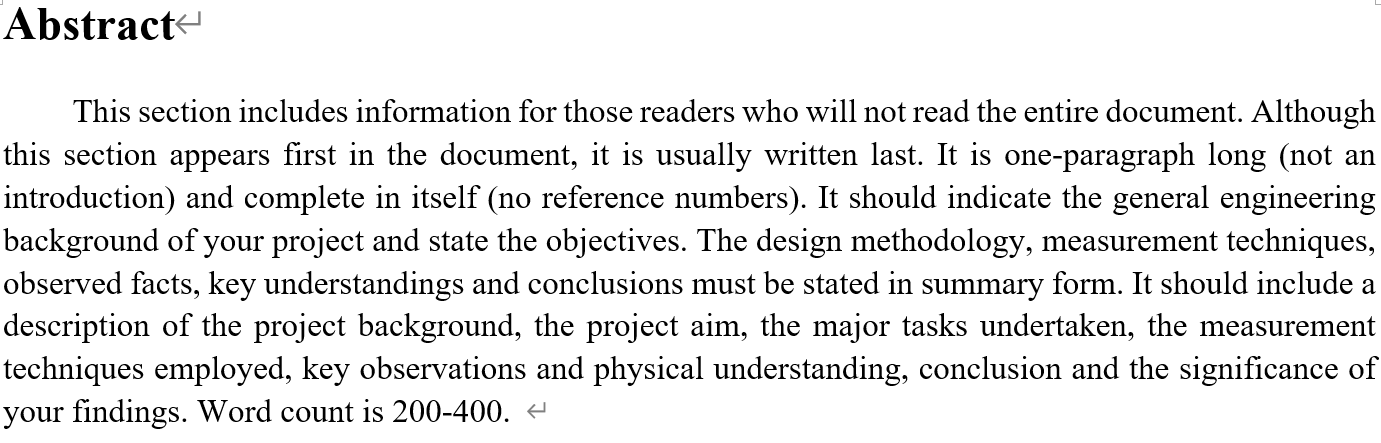 Abstract
This section includes information for those readers who will not read the entire document. Although
this section appears first in the document, it is usually written last. It is one-paragraph long (not an
introduction) and complete in itself (no reference numbers). It should indicate the general engineering
background of your project and state the objectives. The design methodology, measurement techniques,
observed facts, key understandings and conclusions must be stated in summary form. It should include a
description of the project background, the project aim, the major tasks undertaken, the measurement
techniques employed, key observations and physical understanding, conclusion and the significance of
your findings. Word count is 200-400.